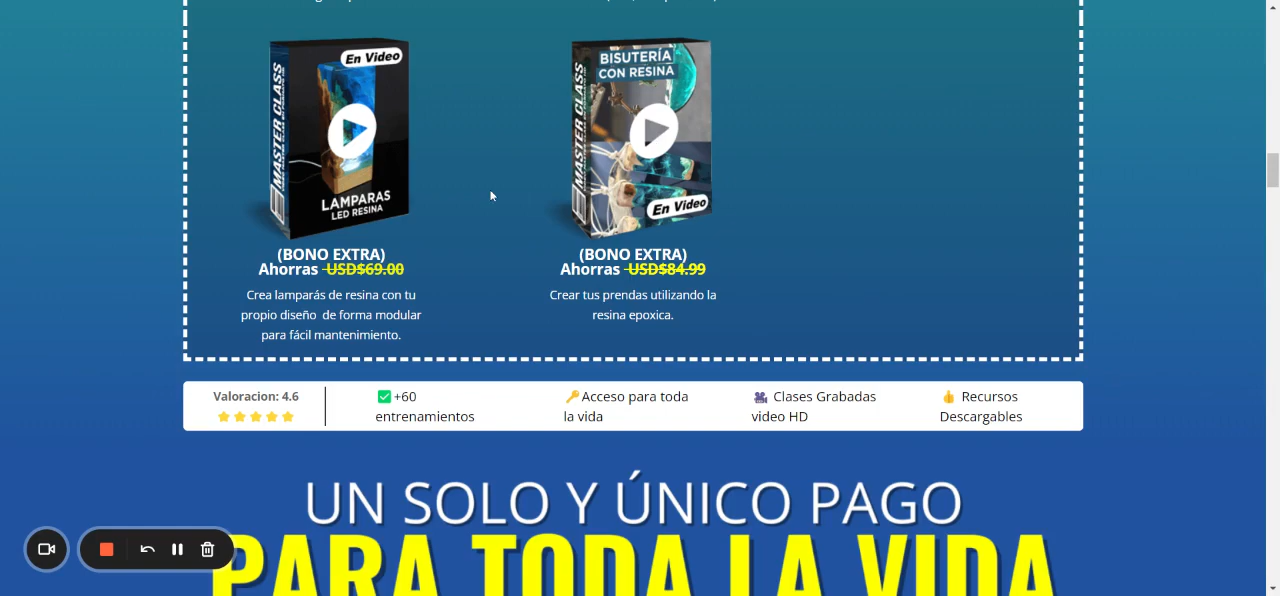 En Video
MASTER CLASS
LAMPARAS
LED RESINA
BISUTERÍA
CON RESINA
MASTER CLASS
En Video
(BONO EXTRA)
Ahorras USD$69.00
Crea lamparás de resina con tu
propio diseño de forma modular
para fácil mantenimiento.
(BONO EXTRA)
Ahorras USD$84.99
Crear tus prendas utilizando la
resina epoxica.
Valoracion: 4.6
+60
entrenamientos
Acceso para toda
la vida
Clases Grabadas
video HD
Recursos
Descargables
UN SOLO Y ÚNICO PAGO
PARA TODA LA VIDA